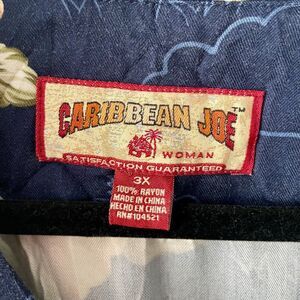 CARIBBEAN JOE™
WOMAN
SATISFACTION GUARANTEED
3X
100% RAYON
MADE IN CHINA
HECHO EN CHINA
RN#104521